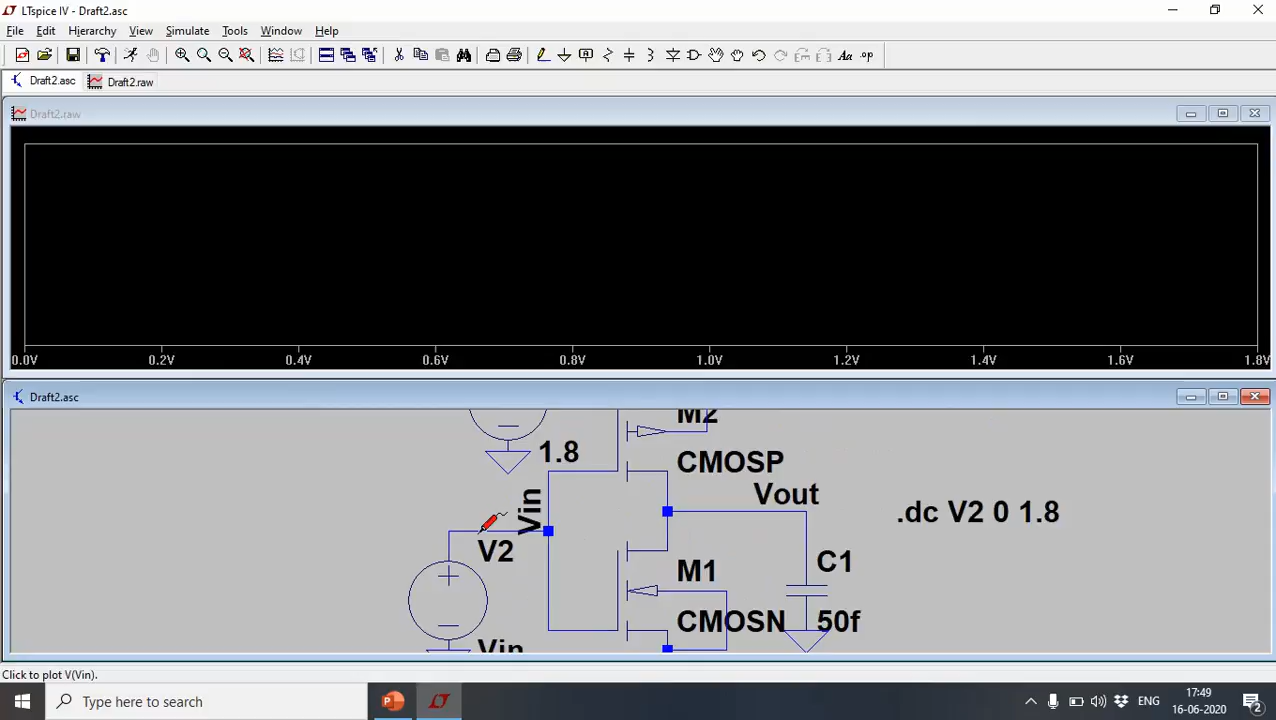 LTspice IV - Draft2.asc
File Edit Hierarchy View Simulate Tools Window Help
Aa .op
Draft2.asc Draft2.raw
Draft2.raw
0.0V 0.2V 0.4V 0.6V 0.8V 1.0V 1.2V 1.4V 1.6V 1.8V
Draft2.asc
M2
1.8
CMOSP
Vin
Vout
.dc V2 0 1.8
V2
C1
M1
CMOSN
50f
Vin
Click to plot V(Vin).
Type here to search
ENG
17:49
16-06-2020
2